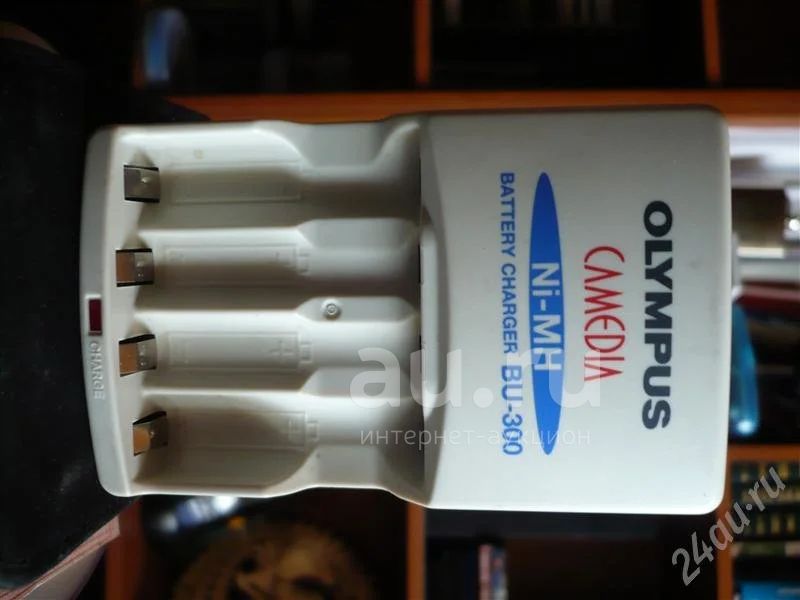 OLYMPUS
CAMEDIA
Ni-MH
BATTERY CHARGER BU-300
CHARGE
au.ru
интернет-аукцион
24au.ru